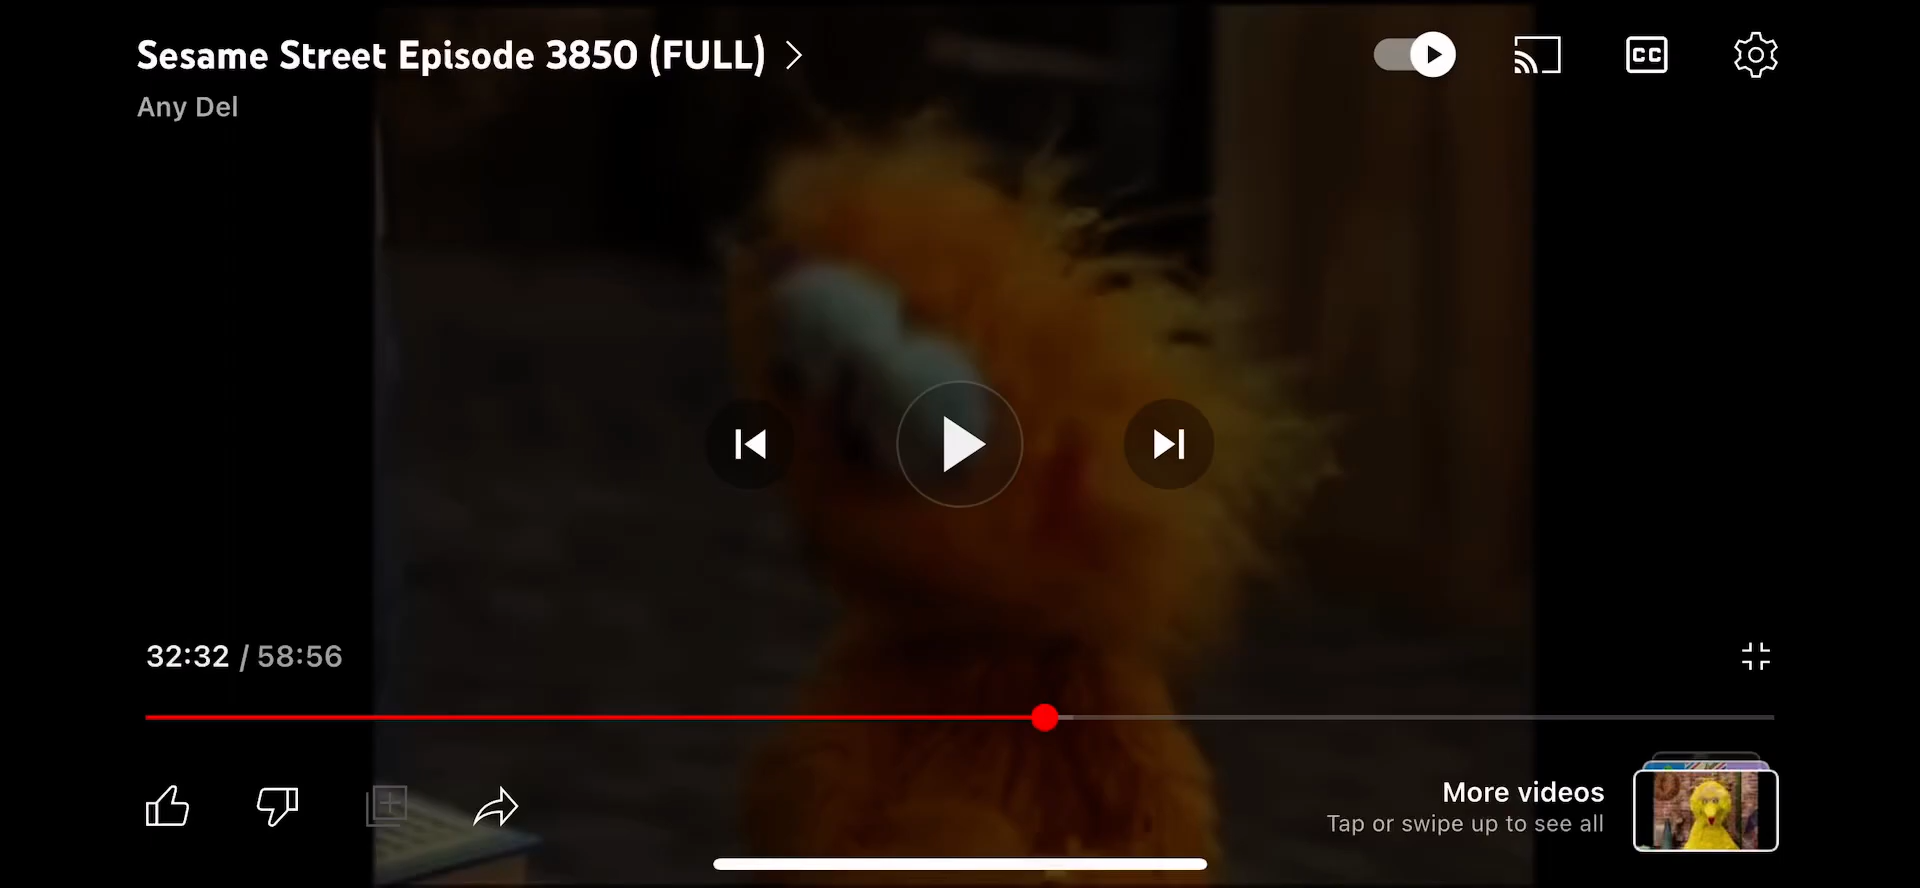 Sesame Street Episode 3850 (FULL)
Any Del
CC
32:32 / 58:56
More videos
Tap or swipe up to see all